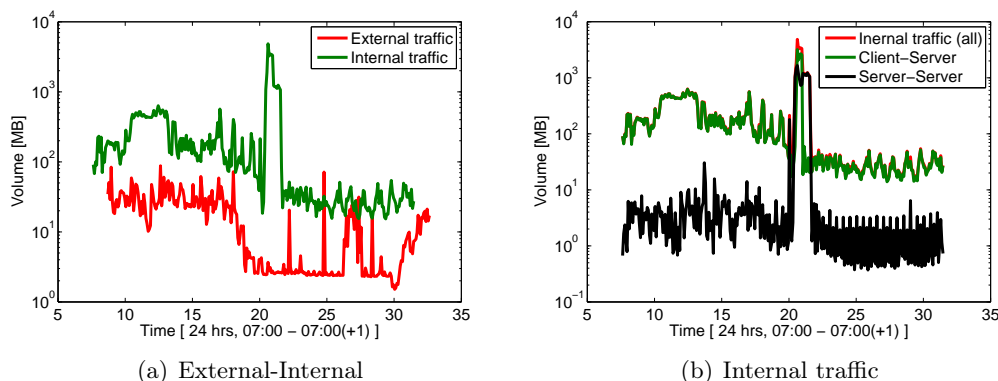 10^4
10^3
10^2
10^1
10^0
Volume [MB]
External traffic
Internal traffic
5 10 15 20 25 30 35
Time [ 24 hrs, 07:00 − 07:00(+1) ]
(a) External-Internal
10^4
10^3
10^2
10^1
10^0
10^−1
Volume [MB]
Inernal traffic (all)
Client−Server
Server−Server
5 10 15 20 25 30 35
Time [ 24 hrs, 07:00 − 07:00(+1) ]
(b) Internal traffic